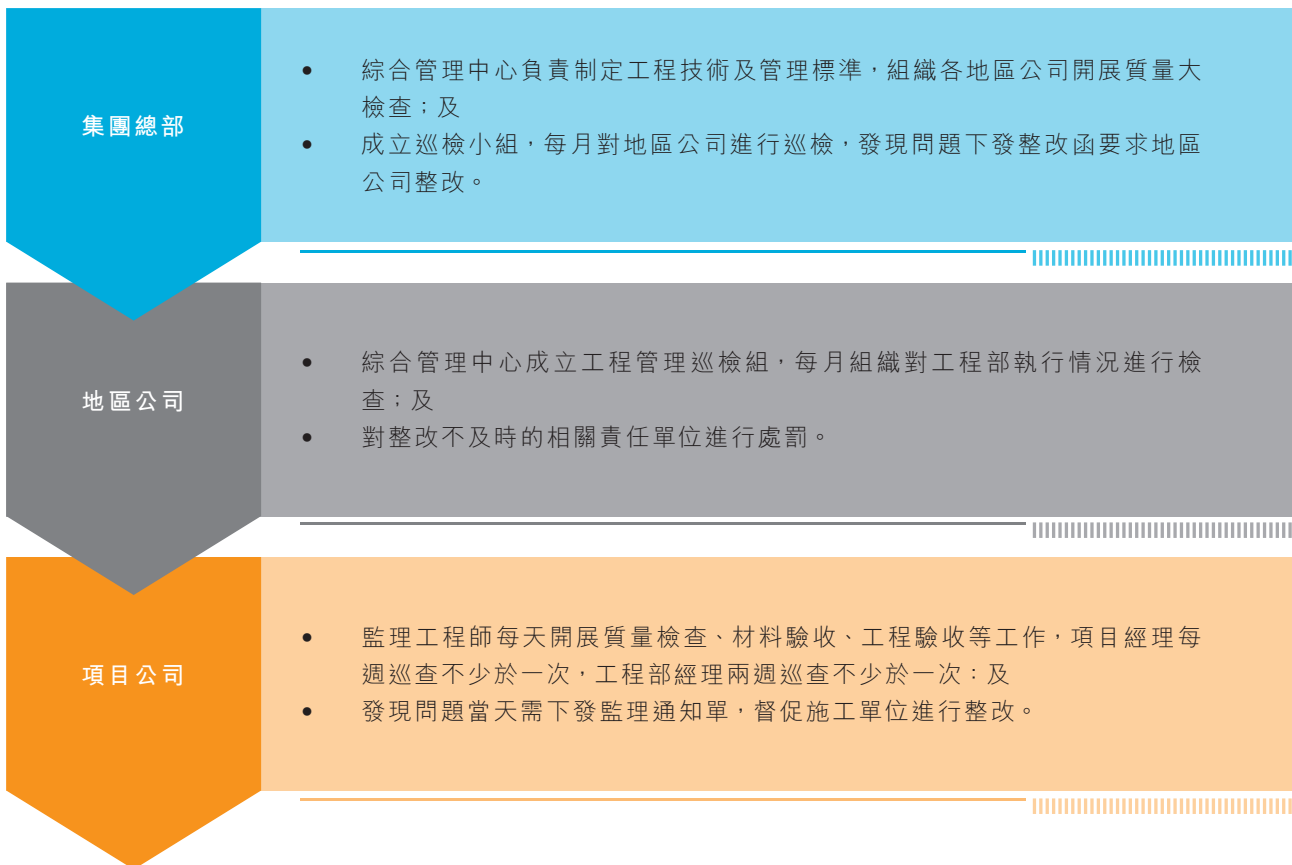 集團總部
• 綜合管理中心負責制定工程技術及管理標準，組織各地區公司開展質量大
檢查；及
• 成立巡檢小組，每月對地區公司進行巡檢，發現問題下發整改函要求地區
公司整改。
地區公司
• 綜合管理中心成立工程管理巡檢組，每月組織對工程部執行情況進行檢
查；及
• 對整改不及時的相關責任單位進行處罰。
項目公司
• 監理工程師每天開展質量檢查、材料驗收、工程驗收等工作，項目經理每
週巡查不少於一次，工程部經理兩週巡查不少於一次：及
• 發現問題當天需下發監理通知單，督促施工單位進行整改。